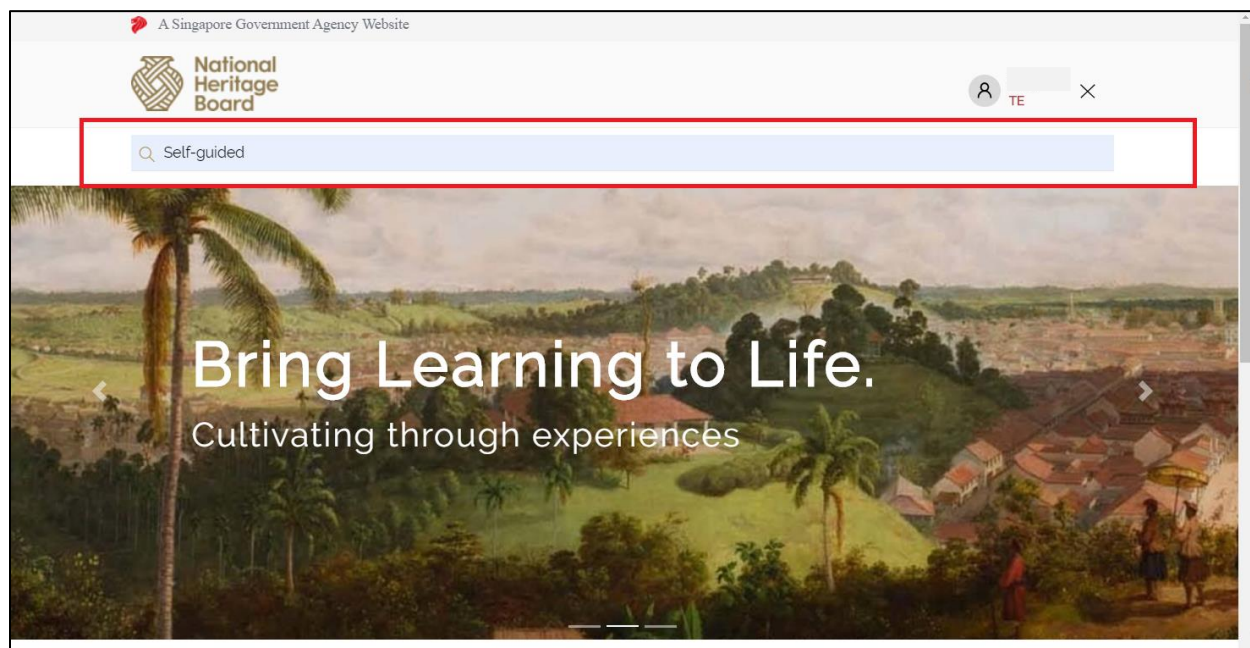 A Singapore Government Agency Website
National
Heritage
Board
TE
Self-guided
Bring Learning to Life.
Cultivating through experiences